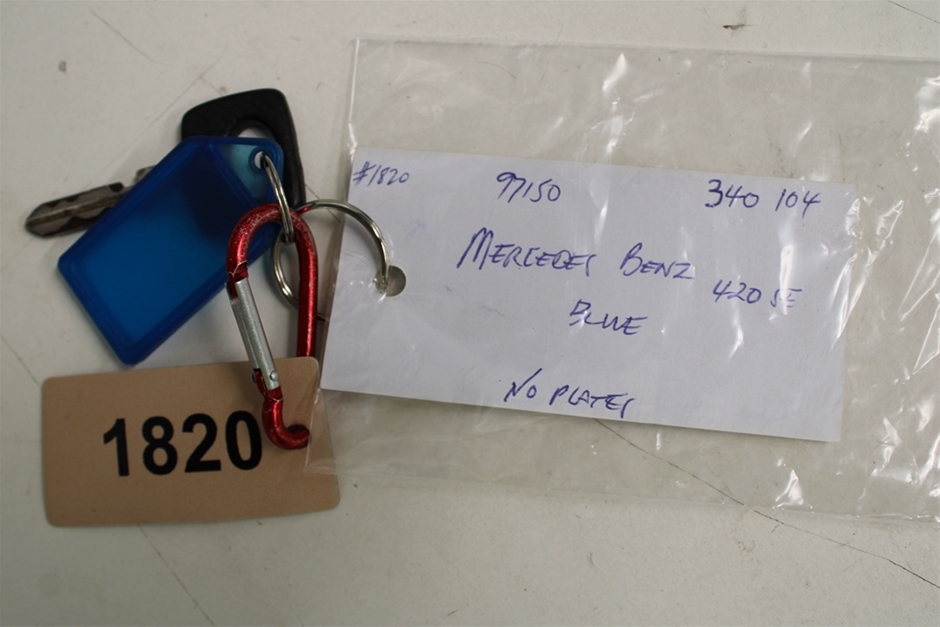 #1820 97150 340 104
MERCEDES BENZ
420 SE
BLUE
NO PLATES
1820